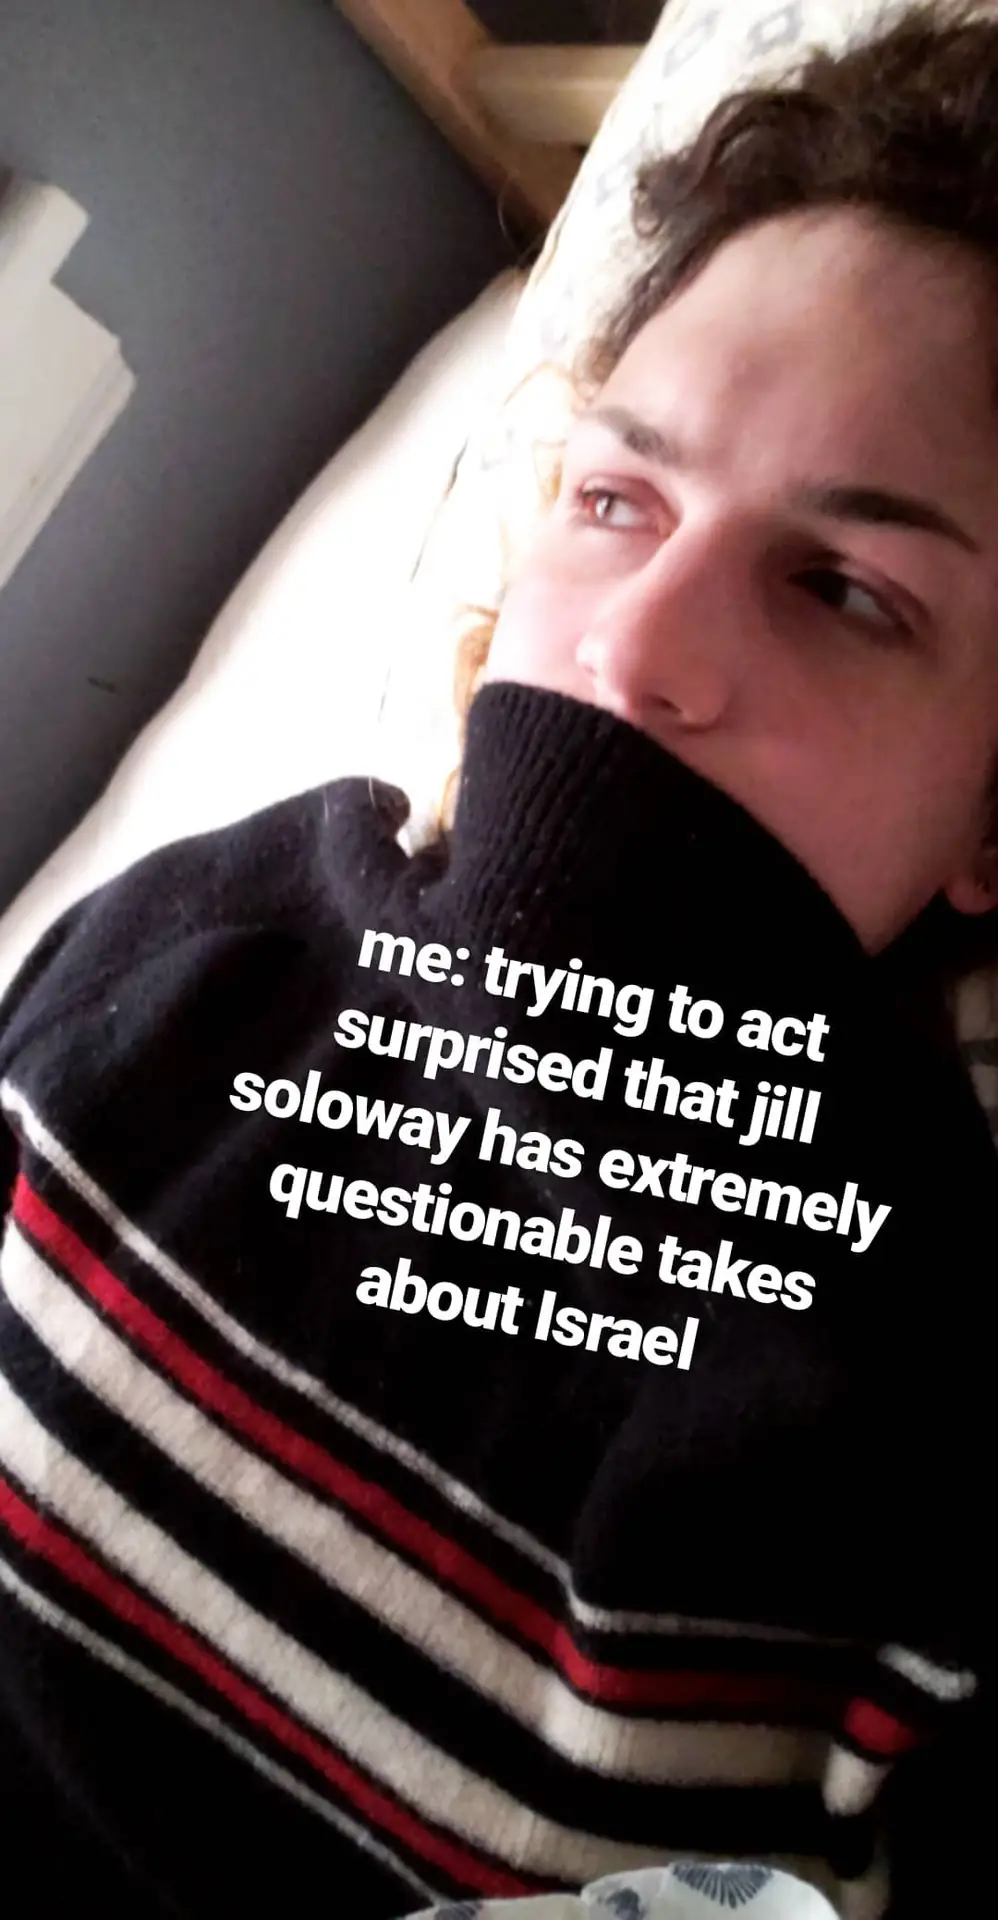 me: trying to act
surprised that jill
soloway has extremely
questionable takes
about Israel